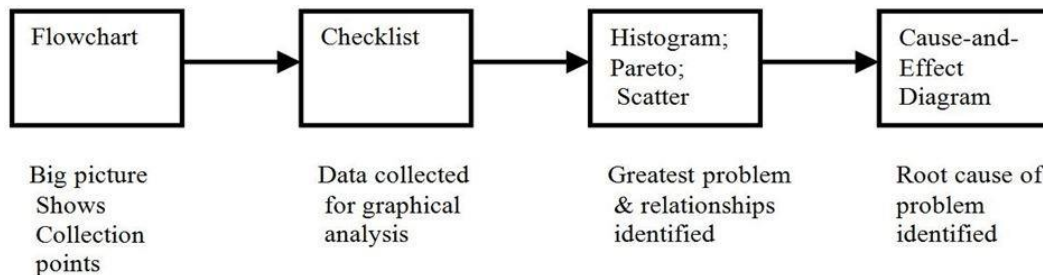 Flowchart
Checklist
Histogram;
Pareto;
Scatter
Cause-and-
Effect
Diagram
Big picture
Shows
Collection
points
Data collected
for graphical
analysis
Greatest problem
& relationships
identified
Root cause of
problem
identified